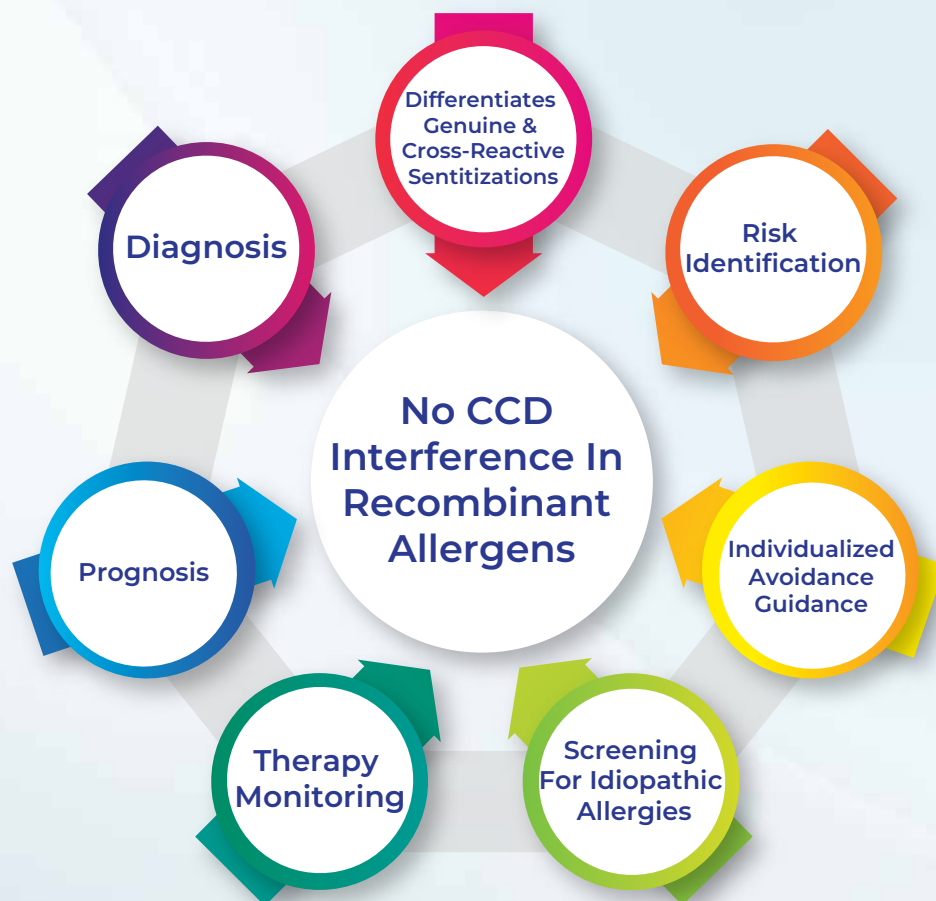 Differentiates
Genuine &
Cross-Reactive
Sentitizations
Risk
Identification
Individualized
Avoidance
Guidance
Screening
For Idiopathic
Allergies
Therapy
Monitoring
Prognosis
Diagnosis
No CCD
Interference In
Recombinant
Allergens